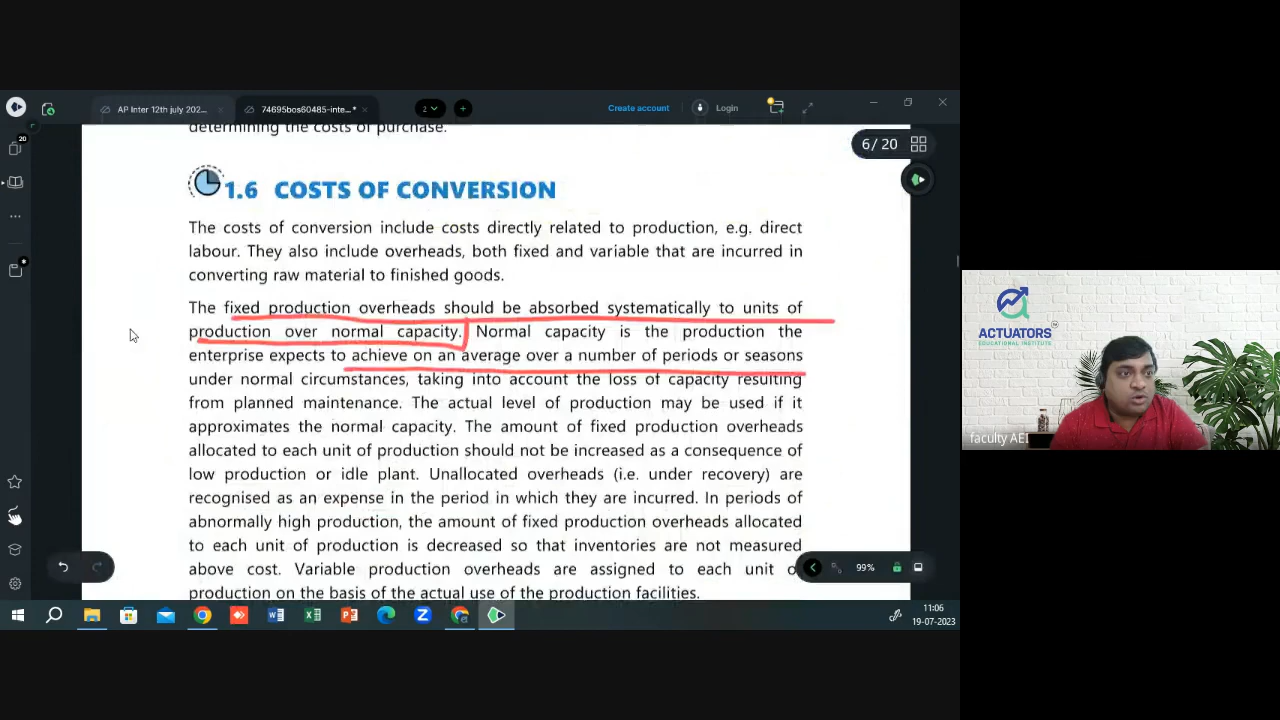 AP Inter 12th july 202...
74695bos60485-inte... *
2
Create account
Login
20
determining the costs of purchase.
6/ 20
1.6 COSTS OF CONVERSION
The costs of conversion include costs directly related to production, e.g. direct
labour. They also include overheads, both fixed and variable that are incurred in
converting raw material to finished goods.
The fixed production overheads should be absorbed systematically to units of
production over normal capacity. Normal capacity is the production the
enterprise expects to achieve on an average over a number of periods or seasons
under normal circumstances, taking into account the loss of capacity resulting
from planned maintenance. The actual level of production may be used if it
approximates the normal capacity. The amount of fixed production overheads
allocated to each unit of production should not be increased as a consequence of
low production or idle plant. Unallocated overheads (i.e. under recovery) are
recognised as an expense in the period in which they are incurred. In periods of
abnormally high production, the amount of fixed production overheads allocated
to each unit of production is decreased so that inventories are not measured
above cost. Variable production overheads are assigned to each unit of
production on the basis of the actual use of the production facilities.
99%
11:06
19-07-2023
ACTUATORS
EDUCATIONAL INSTITUTE
faculty AEI